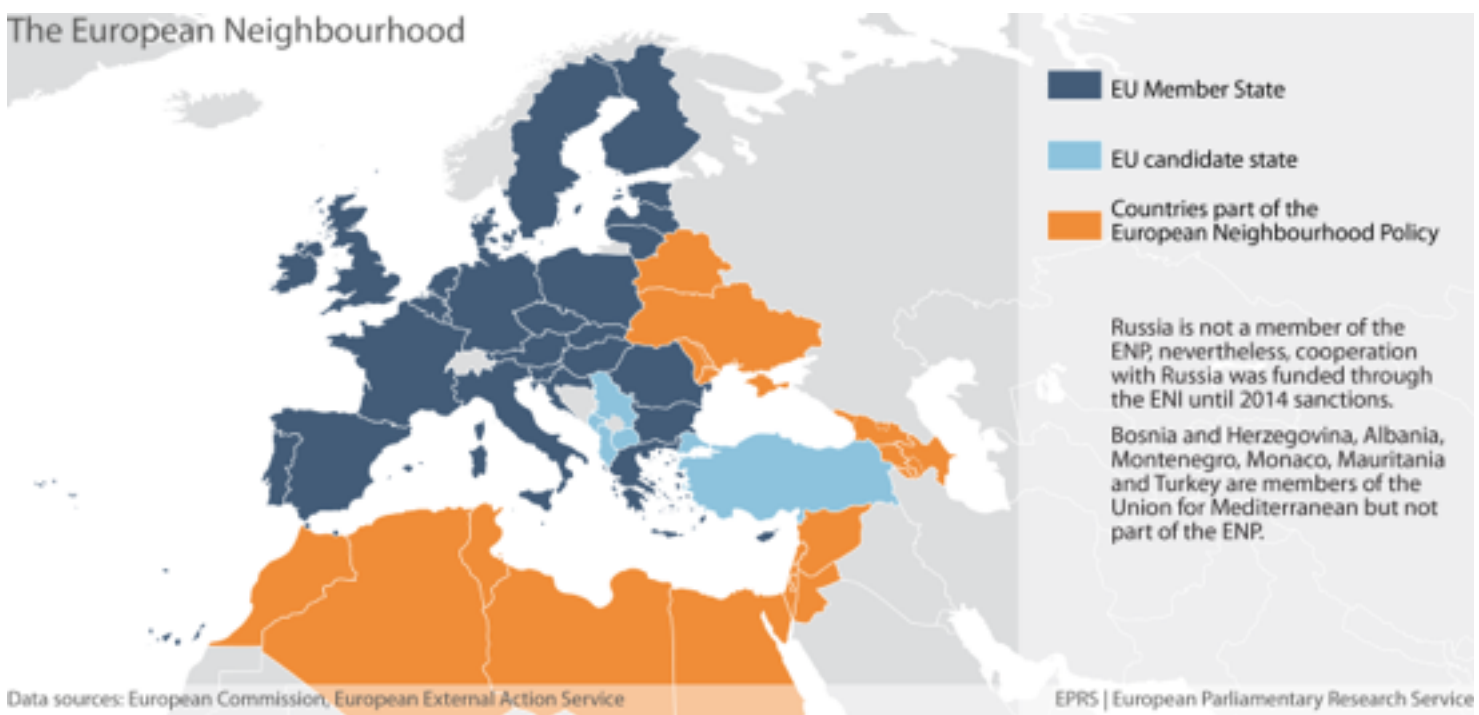 The European Neighbourhood
EU Member State
EU candidate state
Countries part of the
European Neighbourhood Policy
Russia is not a member of the
ENP, nevertheless, cooperation
with Russia was funded through
the ENI until 2014 sanctions.
Bosnia and Herzegovina, Albania,
Montenegro, Monaco, Mauritania
and Turkey are members of the
Union for Mediterranean but not
part of the ENP.
Data sources: European Commission, European External Action Service
EPRS | European Parliamentary Research Service